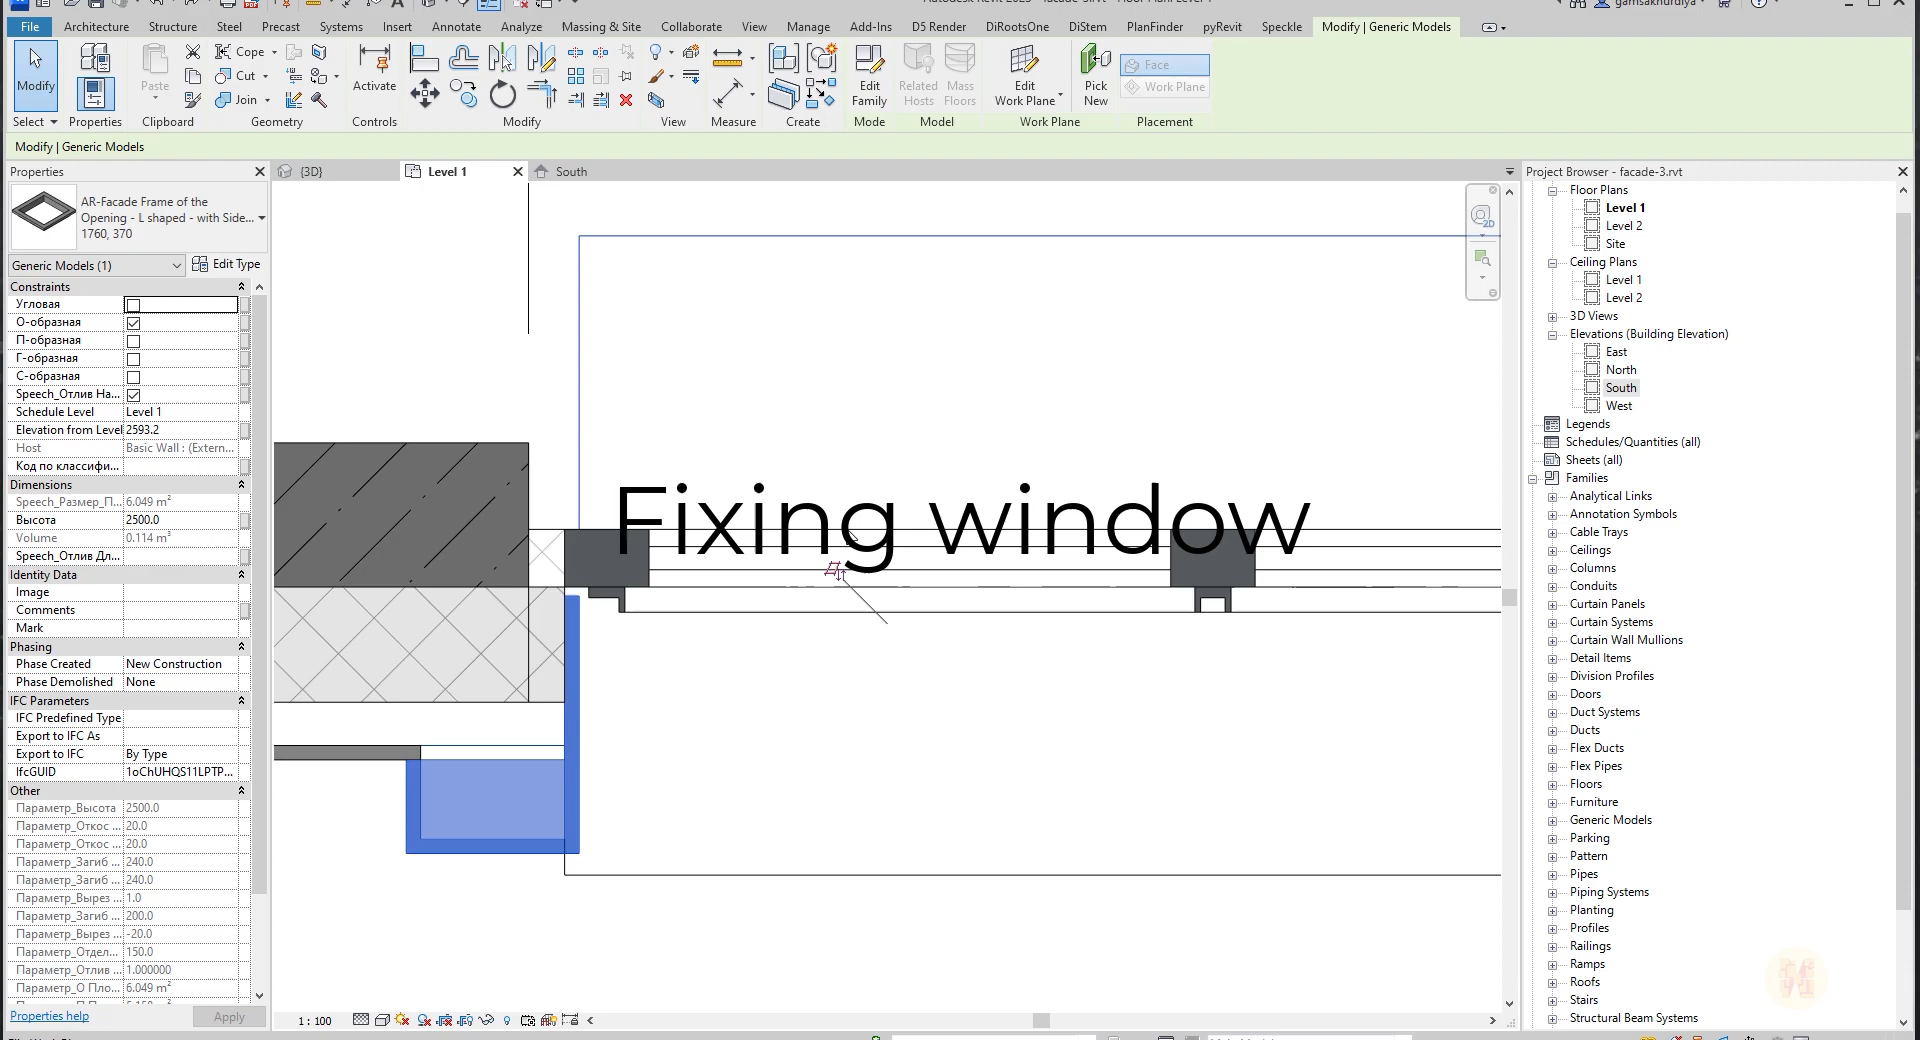 File Architecture Structure Steel Precast Systems Insert Annotate Analyze Massing & Site Collaborate View Manage Add-Ins D5 Render DiRootsOne DiStem PlanFinder pyRevit Speckle Modify | Generic Models
Modify
Paste
Cope
Cut
Join
Activate
Edit
Family
Related
Hosts
Mass
Floors
Edit
Work Plane
Pick
New
Face
Work Plane
Select Properties Clipboard Geometry Controls Modify View Measure Create Mode Model Work Plane Placement
Modify | Generic Models
Properties
{3D}
Level 1
South
Project Browser - facade-3.rvt
AR-Facade Frame of the
Opening - L shaped - with Side...
1760, 370
Generic Models (1)
Edit Type
Constraints
Угловая
О-образная
П-образная
Г-образная
С-образная
Speech_Отлив На...
Schedule Level Level 1
Elevation from Level 2593.2
Host Basic Wall : (Extern...
Код по классифи...
Dimensions
Speech_Размер_П... 6.049 m²
Высота 2500.0
Volume 0.114 m³
Speech_Отлив Дл...
Identity Data
Image
Comments
Mark
Phasing
Phase Created New Construction
Phase Demolished None
IFC Parameters
IFC Predefined Type
Export to IFC As
Export to IFC By Type
IfcGUID 1oChUHQS11LPTP...
Other
Параметр_Высота 2500.0
Параметр_Откос ... 20.0
Параметр_Откос ... 20.0
Параметр_Загиб ... 240.0
Параметр_Загиб ... 240.0
Параметр_Вырез ... 1.0
Параметр_Загиб ... 200.0
Параметр_Вырез ... -20.0
Параметр_Отдел... 150.0
Параметр_Отлив ... 1.000000
Параметр_О Пло... 6.049 m²
Properties help
Apply
Fixing window
2D
1 : 100
Floor Plans
Level 1
Level 2
Site
Ceiling Plans
Level 1
Level 2
3D Views
Elevations (Building Elevation)
East
North
South
West
Legends
Schedules/Quantities (all)
Sheets (all)
Families
Analytical Links
Annotation Symbols
Cable Trays
Ceilings
Columns
Conduits
Curtain Panels
Curtain Systems
Curtain Wall Mullions
Detail Items
Division Profiles
Doors
Duct Systems
Ducts
Flex Ducts
Flex Pipes
Floors
Furniture
Generic Models
Parking
Pattern
Pipes
Piping Systems
Planting
Profiles
Railings
Ramps
Roofs
Stairs
Structural Beam Systems